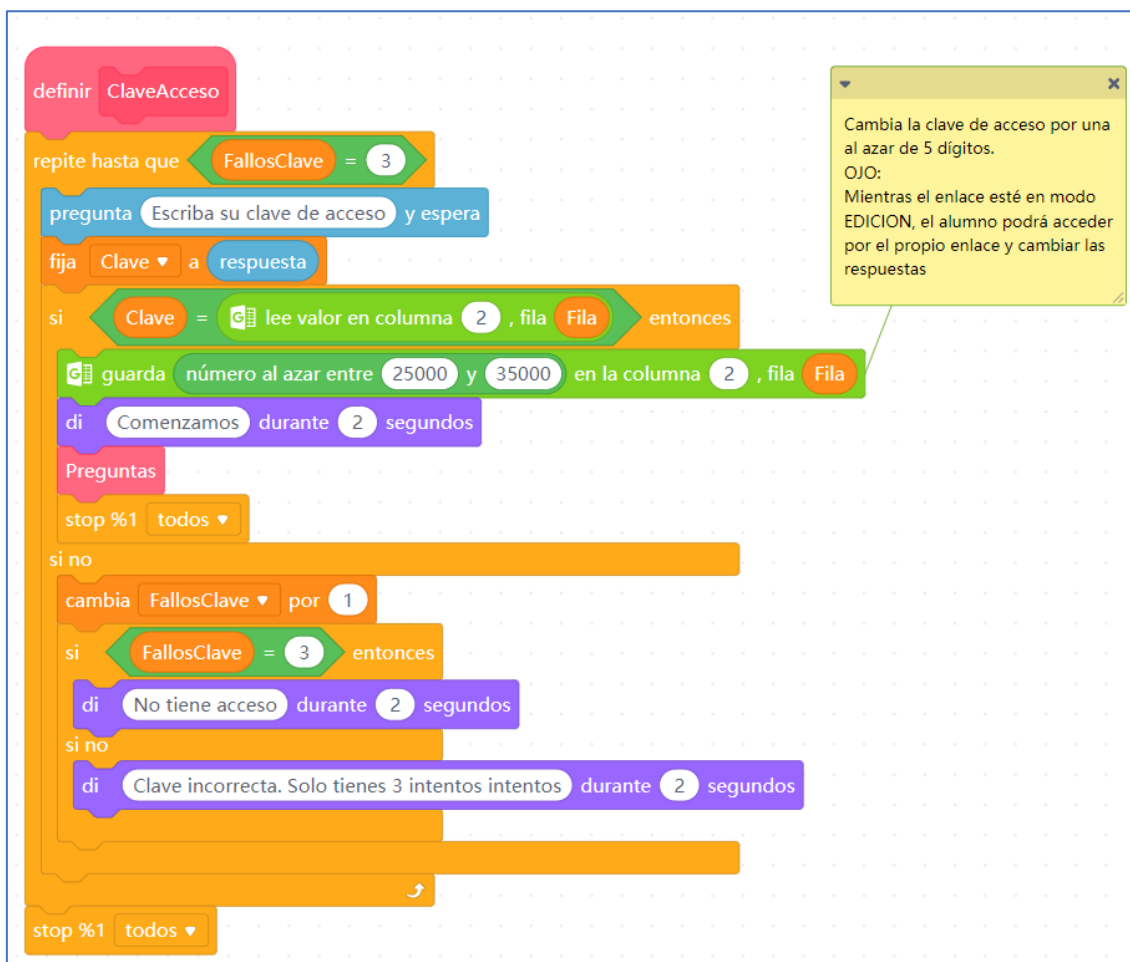 definir ClaveAcceso
repite hasta que FallosClave = 3
pregunta Escriba su clave de acceso y espera
fija Clave a respuesta
si Clave = lee valor en columna 2 , fila Fila entonces
guarda número al azar entre 25000 y 35000 en la columna 2 , fila Fila
di Comenzamos durante 2 segundos
Preguntas
stop %1 todos
si no
cambia FallosClave por 1
si FallosClave = 3 entonces
di No tiene acceso durante 2 segundos
si no
di Clave incorrecta. Solo tienes 3 intentos intentos durante 2 segundos
stop %1 todos
Cambia la clave de acceso por una
al azar de 5 dígitos.
OJO:
Mientras el enlace esté en modo
EDICION, el alumno podrá acceder
por el propio enlace y cambiar las
respuestas